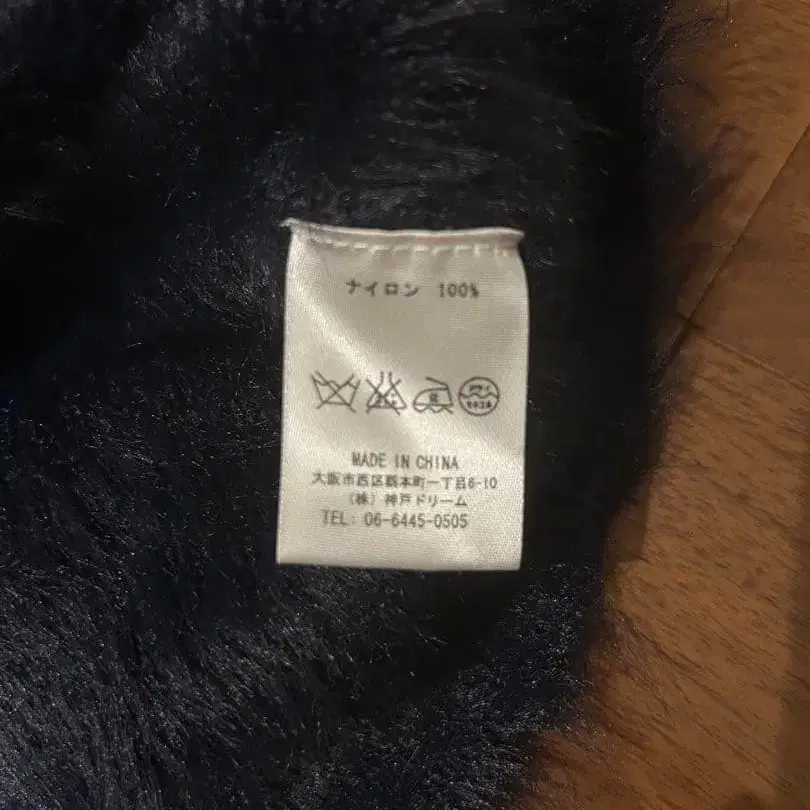 ナイロン 100%
MADE IN CHINA
大阪市西区靱本町一丁目6-10
(株) 神戸ドリーム
TEL: 06-6445-0505